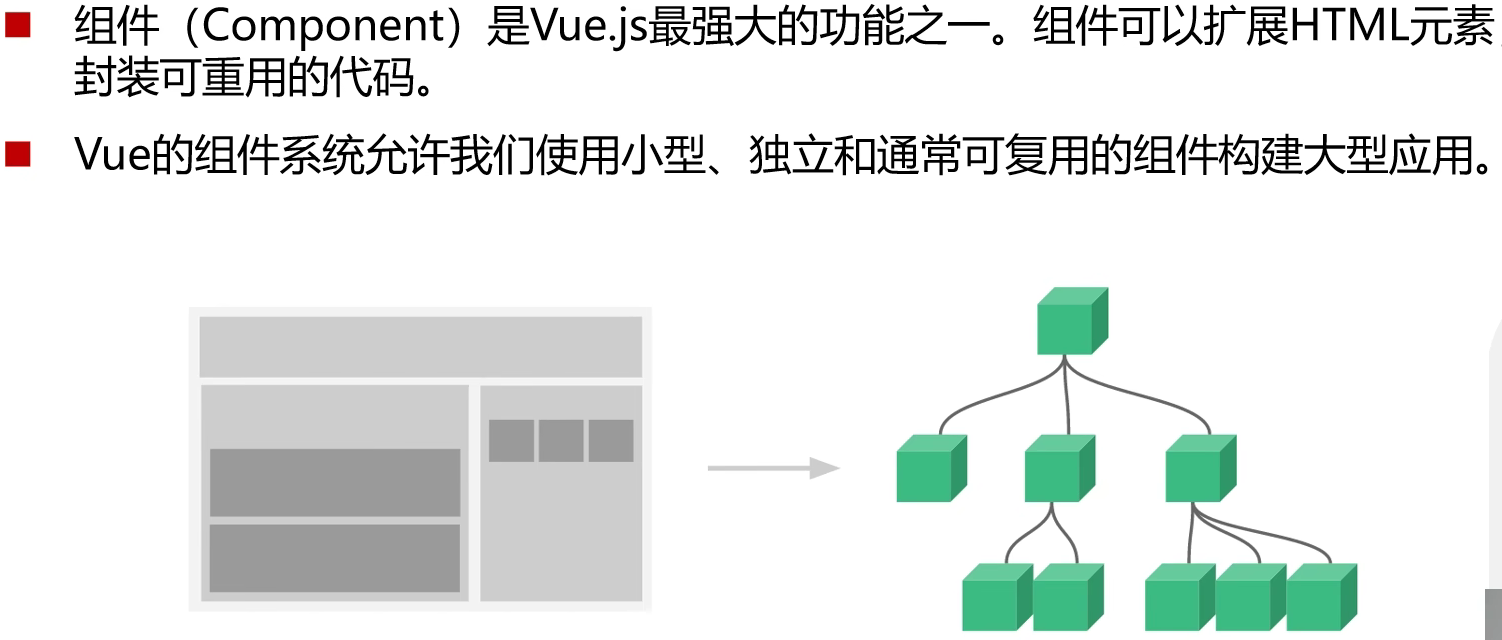 组件（Component）是Vue.js最强大的功能之一。组件可以扩展HTML元素，
封装可重用的代码。
Vue的组件系统允许我们使用小型、独立和通常可复用的组件构建大型应用。